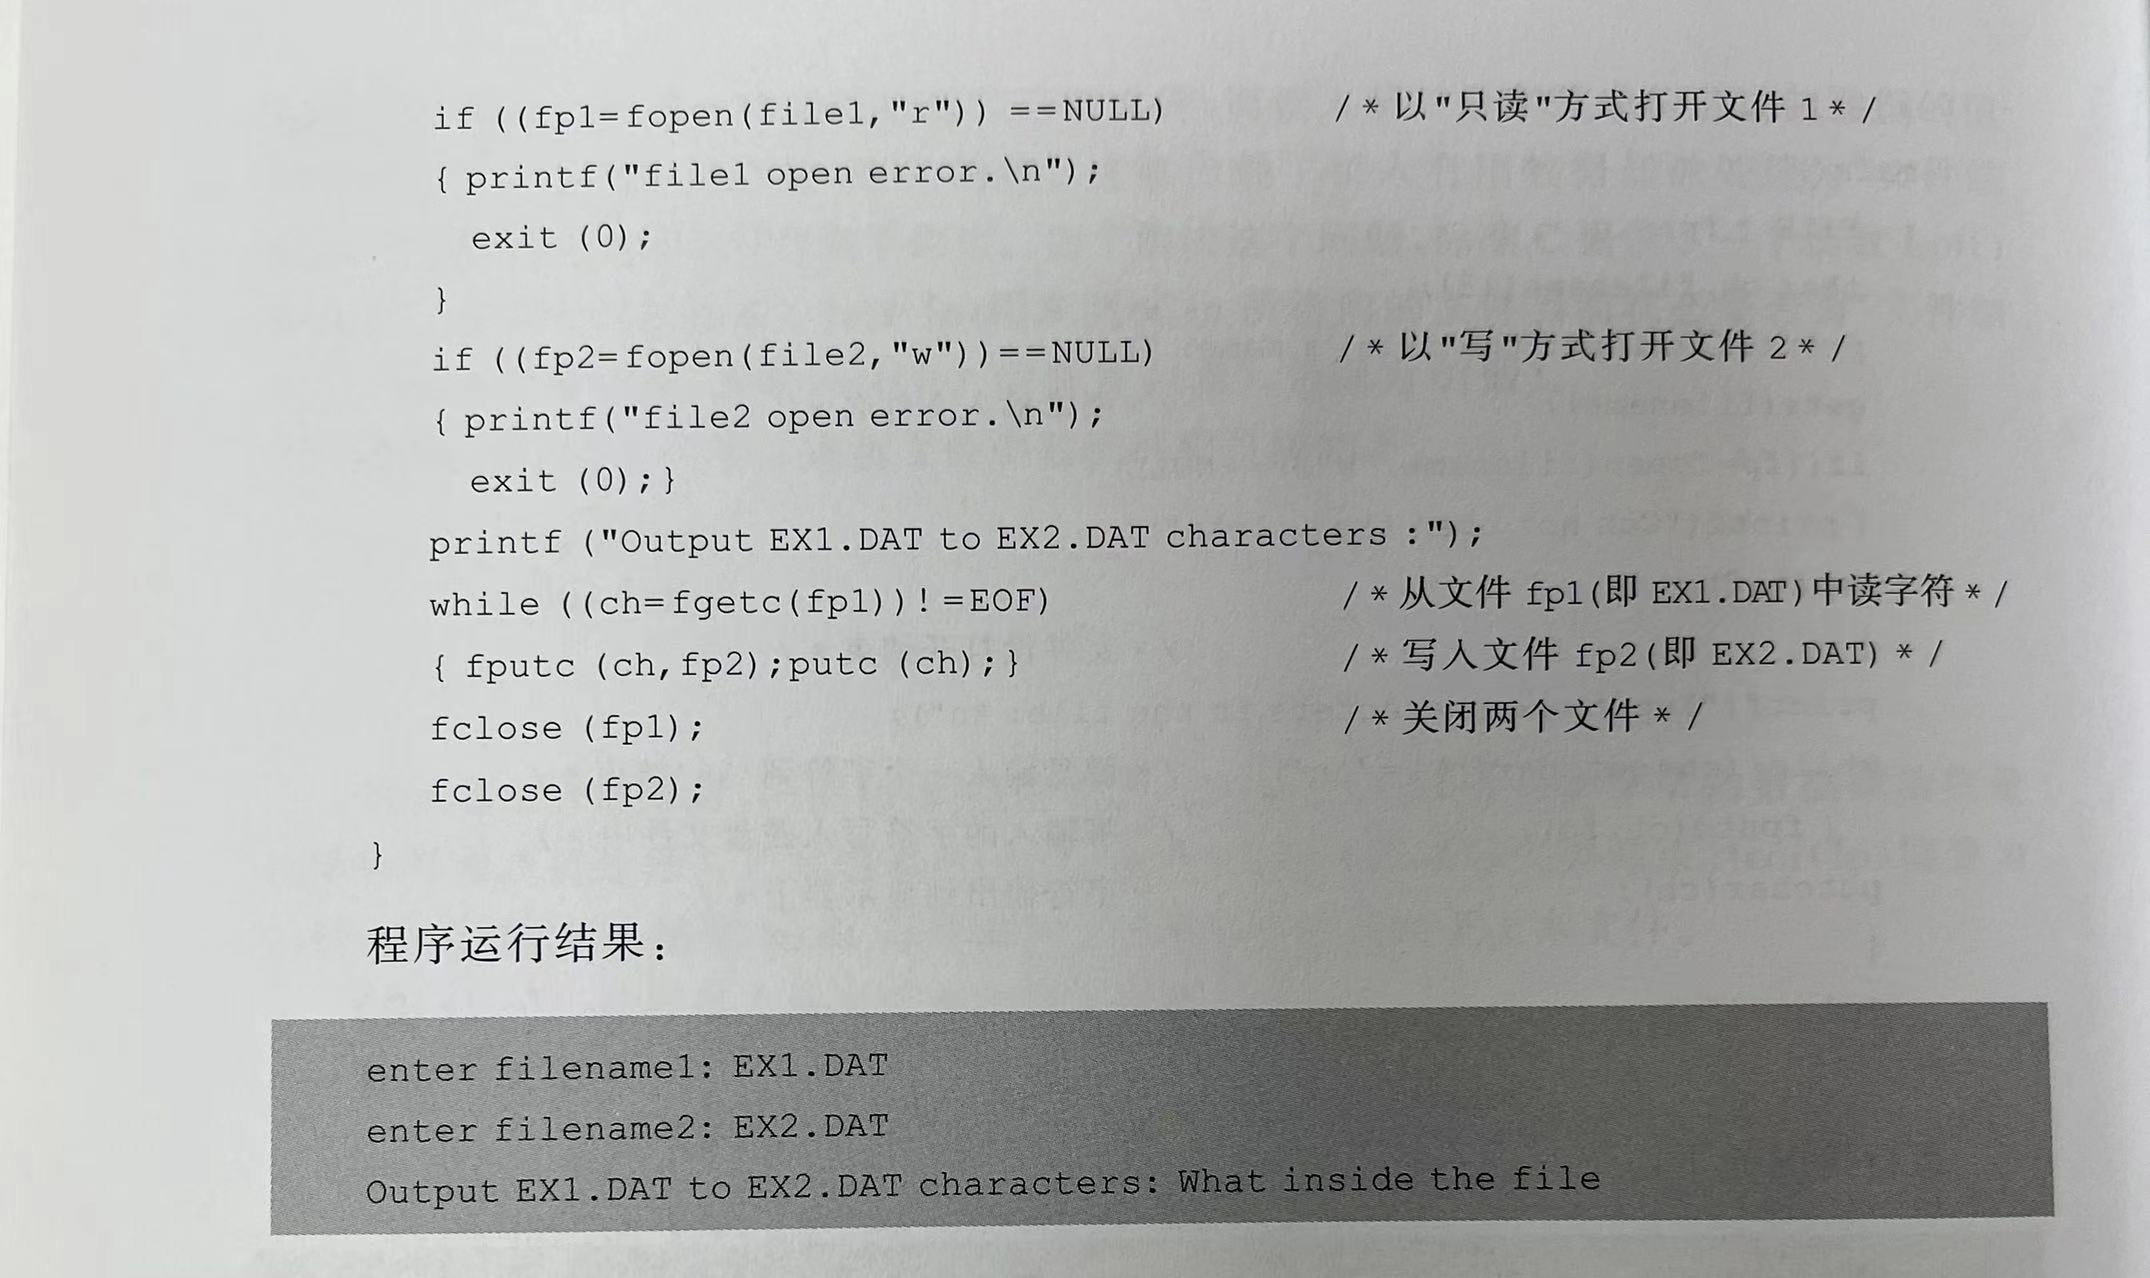 if ((fp1=fopen(file1,"r")) ==NULL) /*以"只读"方式打开文件 1*/
{ printf("file1 open error.\n");
exit (0);
}
if ((fp2=fopen(file2,"w"))==NULL) /*以"写"方式打开文件 2*/
{ printf("file2 open error.\n");
exit (0);}
printf ("Output EX1.DAT to EX2.DAT characters :");
while ((ch=fgetc(fp1))!=EOF) /*从文件 fp1(即 EX1.DAT)中读字符*/
{ fputc (ch,fp2);putc (ch);} /*写入文件 fp2(即 EX2.DAT)*/
fclose (fp1); /*关闭两个文件*/
fclose (fp2);
}
程序运行结果:
enter filename1: EX1.DAT
enter filename2: EX2.DAT
Output EX1.DAT to EX2.DAT characters: What inside the file